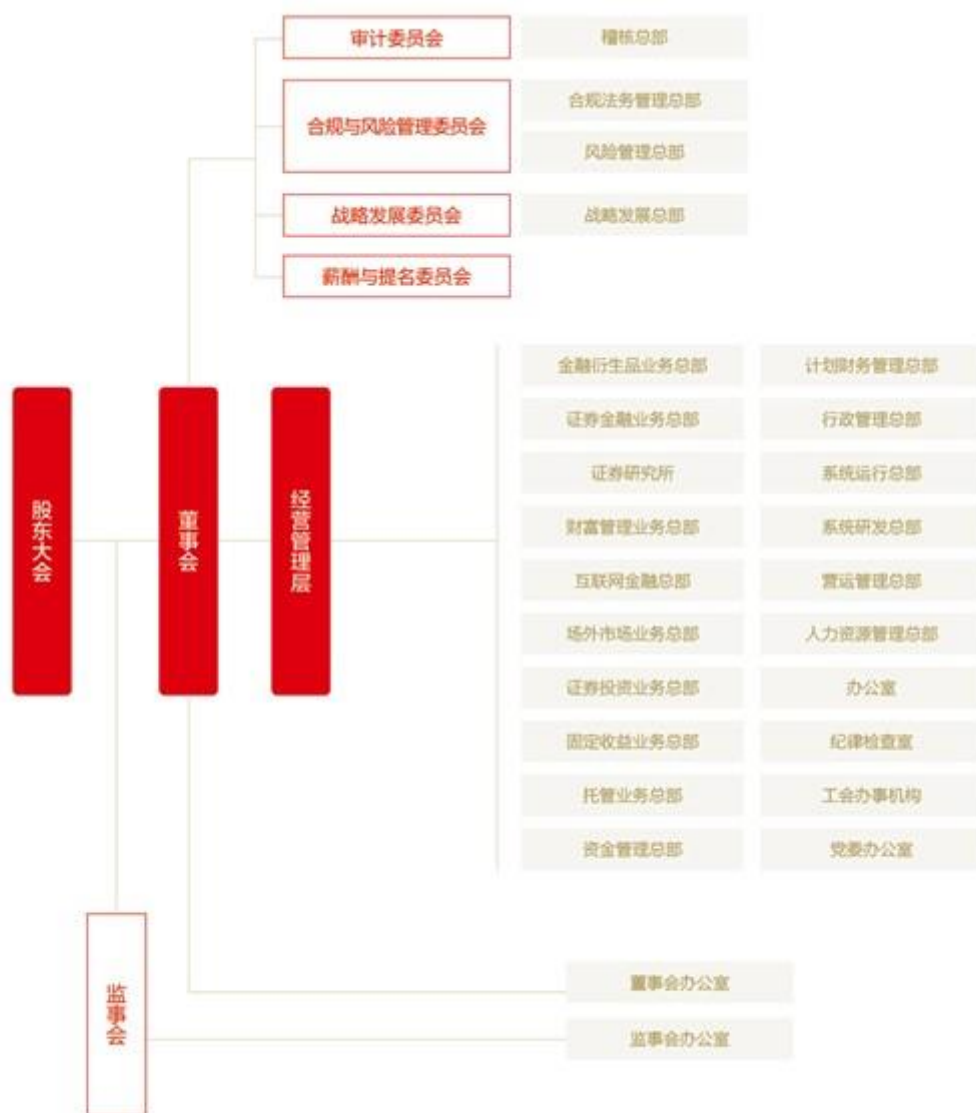 审计委员会
稽核总部
合规与风险管理委员会
合规法务管理总部
风险管理总部
战略发展委员会
战略发展总部
薪酬与提名委员会
股东大会
董事会
经营管理层
金融衍生品业务总部
计划财务管理总部
证券金融业务总部
行政管理总部
证券研究所
系统运行总部
财富管理业务总部
系统研发总部
互联网金融总部
营运管理总部
场外市场业务总部
人力资源管理总部
证券投资业务总部
办公室
固定收益业务总部
纪律检查室
托管业务总部
工会办事机构
资金管理总部
党委办公室
监事会
董事会办公室
监事会办公室